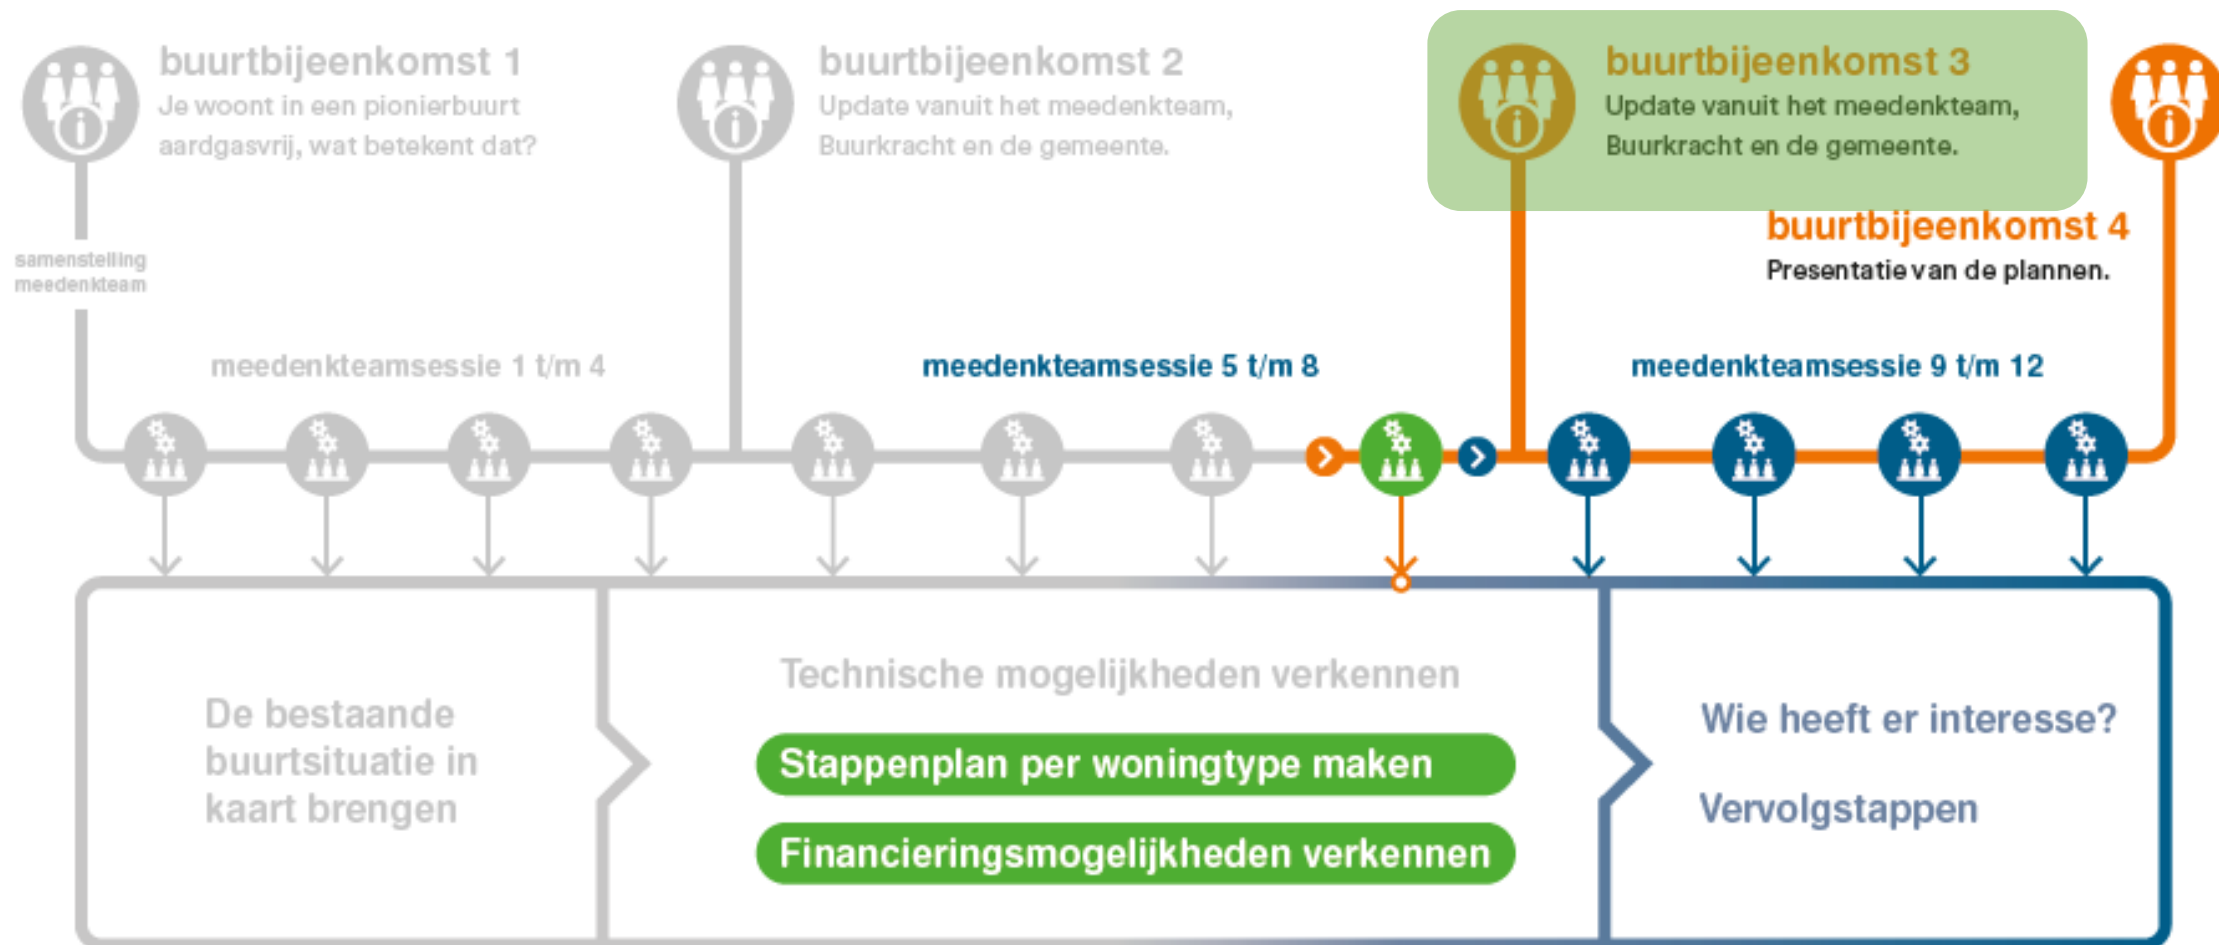 buurtbijeenkomst 1
Je woont in een pionierbuurt
aardgasvrij, wat betekent dat?
buurtbijeenkomst 2
Update vanuit het meedenkteam,
Buurkracht en de gemeente.
buurtbijeenkomst 3
Update vanuit het meedenkteam,
Buurkracht en de gemeente.
buurtbijeenkomst 4
Presentatie van de plannen.
samenstelling
meedenkteam
meedenkteamsessie 1 t/m 4
meedenkteamsessie 5 t/m 8
meedenkteamsessie 9 t/m 12
De bestaande
buurtsituatie in
kaart brengen
Technische mogelijkheden verkennen
Stappenplan per woningtype maken
Financieringsmogelijkheden verkennen
Wie heeft er interesse?
Vervolgstappen